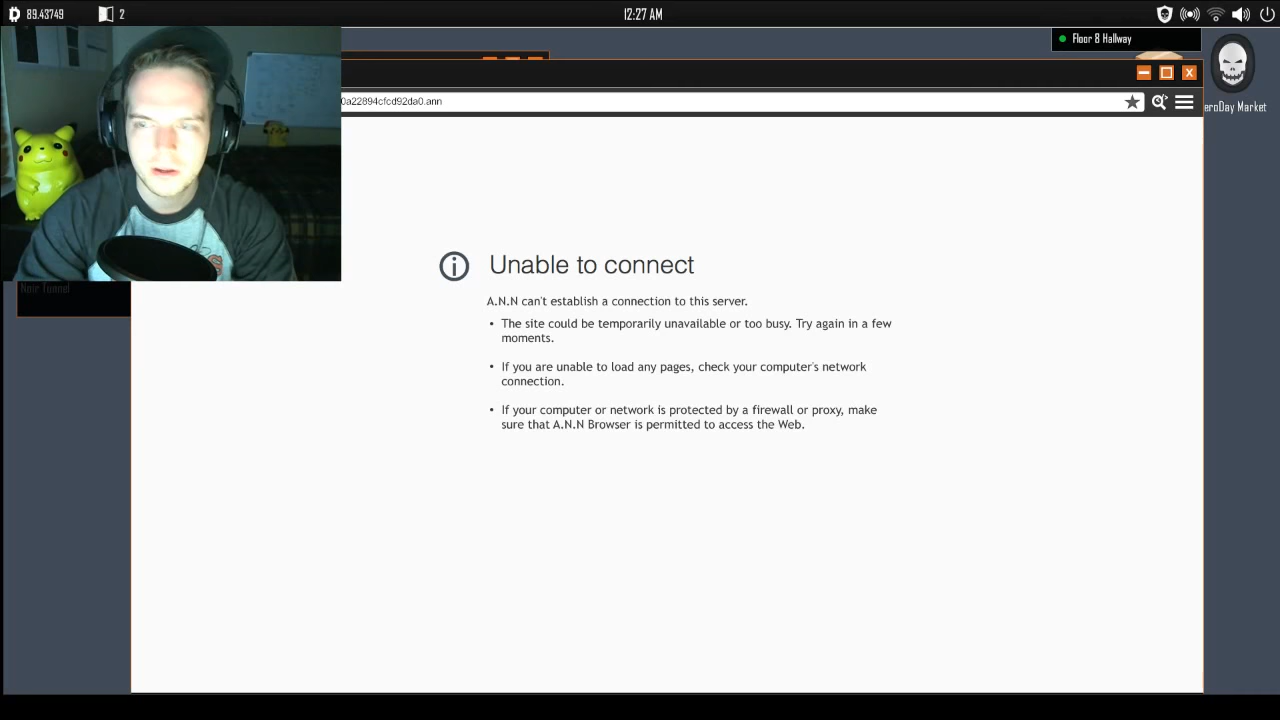 89.43749
2
12:27 AM
Floor 8 Hallway
0a22894cfcd92da0.ann
eroDay Market
Unable to connect
A.N.N can't establish a connection to this server.
• The site could be temporarily unavailable or too busy. Try again in a few
moments.
• If you are unable to load any pages, check your computer's network
connection.
• If your computer or network is protected by a firewall or proxy, make
sure that A.N.N Browser is permitted to access the Web.
Noir Tunnel